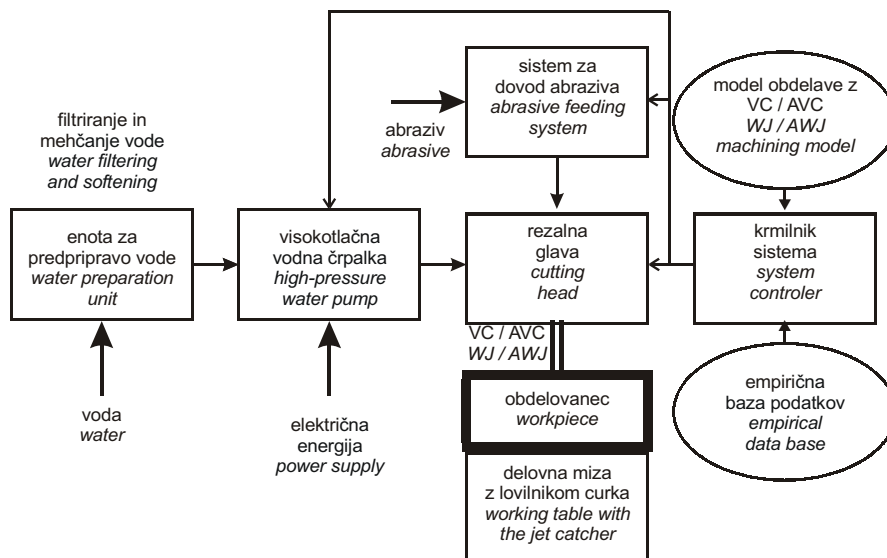 sistem za
dovod abraziva
abrasive feeding
system
model obdelave z
VC / AVC
WJ / AWJ
machining model
abraziv
abrasive
filtriranje in
mehčanje vode
water filtering
and softening
enota za
predpripravo vode
water preparation
unit
visokotlačna
vodna črpalka
high-pressure
water pump
rezalna
glava
cutting
head
krmilnik
sistema
system
controler
VC / AVC
WJ / AWJ
voda
water
električna
energija
power supply
obdelovanec
workpiece
empirična
baza podatkov
empirical
data base
delovna miza
z lovilnikom curka
working table with
the jet catcher